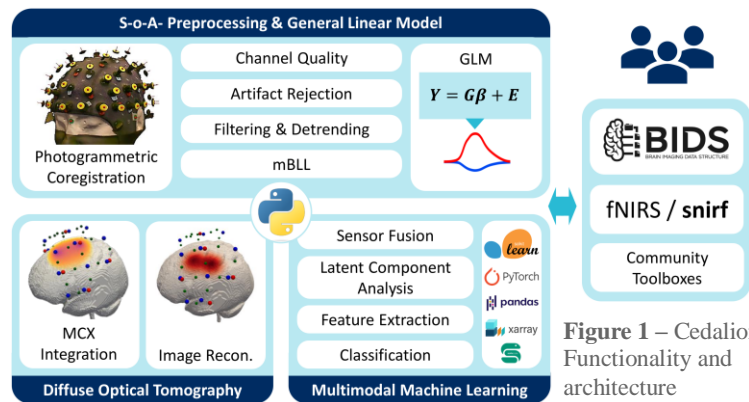 S-o-A- Preprocessing & General Linear Model
Photogrammetric
Coregistration
Channel Quality
Artifact Rejection
Filtering & Detrending
mBLL
GLM
Y = Gβ + E
MCX
Integration
Image Recon.
Diffuse Optical Tomography
Sensor Fusion
Latent Component
Analysis
Feature Extraction
Classification
learn
PyTorch
pandas
xarray
Multimodal Machine Learning
BIDS
BRAIN IMAGING DATA STRUCTURE
fNIRS / snirf
Community
Toolboxes
Figure 1 – Cedalio
Functionality and
architecture